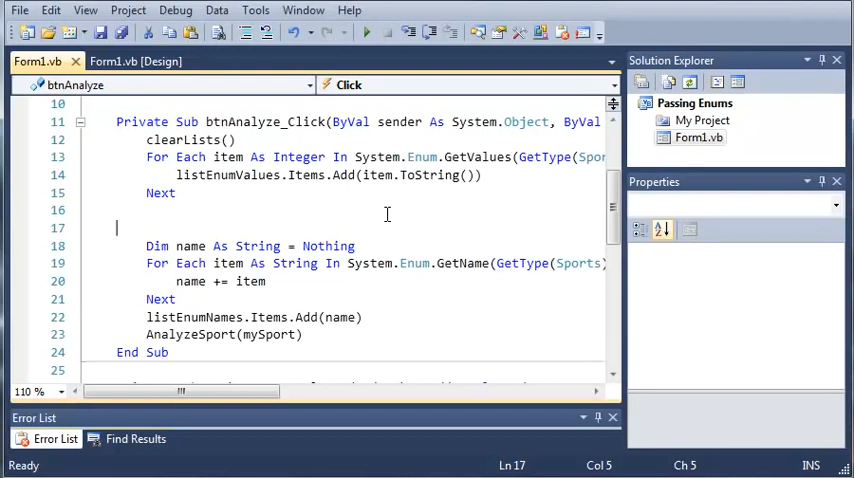 File Edit View Project Debug Data Tools Window Help
Form1.vb Form1.vb [Design]
btnAnalyze Click
10
11 Private Sub btnAnalyze_Click(ByVal sender As System.Object, ByVal
12 clearLists()
13 For Each item As Integer In System.Enum.GetValues(GetType(Spor
14 listEnumValues.Items.Add(item.ToString())
15 Next
16
17
18 Dim name As String = Nothing
19 For Each item As String In System.Enum.GetName(GetType(Sports)
20 name += item
21 Next
22 listEnumNames.Items.Add(name)
23 AnalyzeSport(mySport)
24 End Sub
25
110 %
Solution Explorer
Passing Enums
My Project
Form1.vb
Properties
Error List
Error List Find Results
Ready Ln 17 Col 5 Ch 5 INS